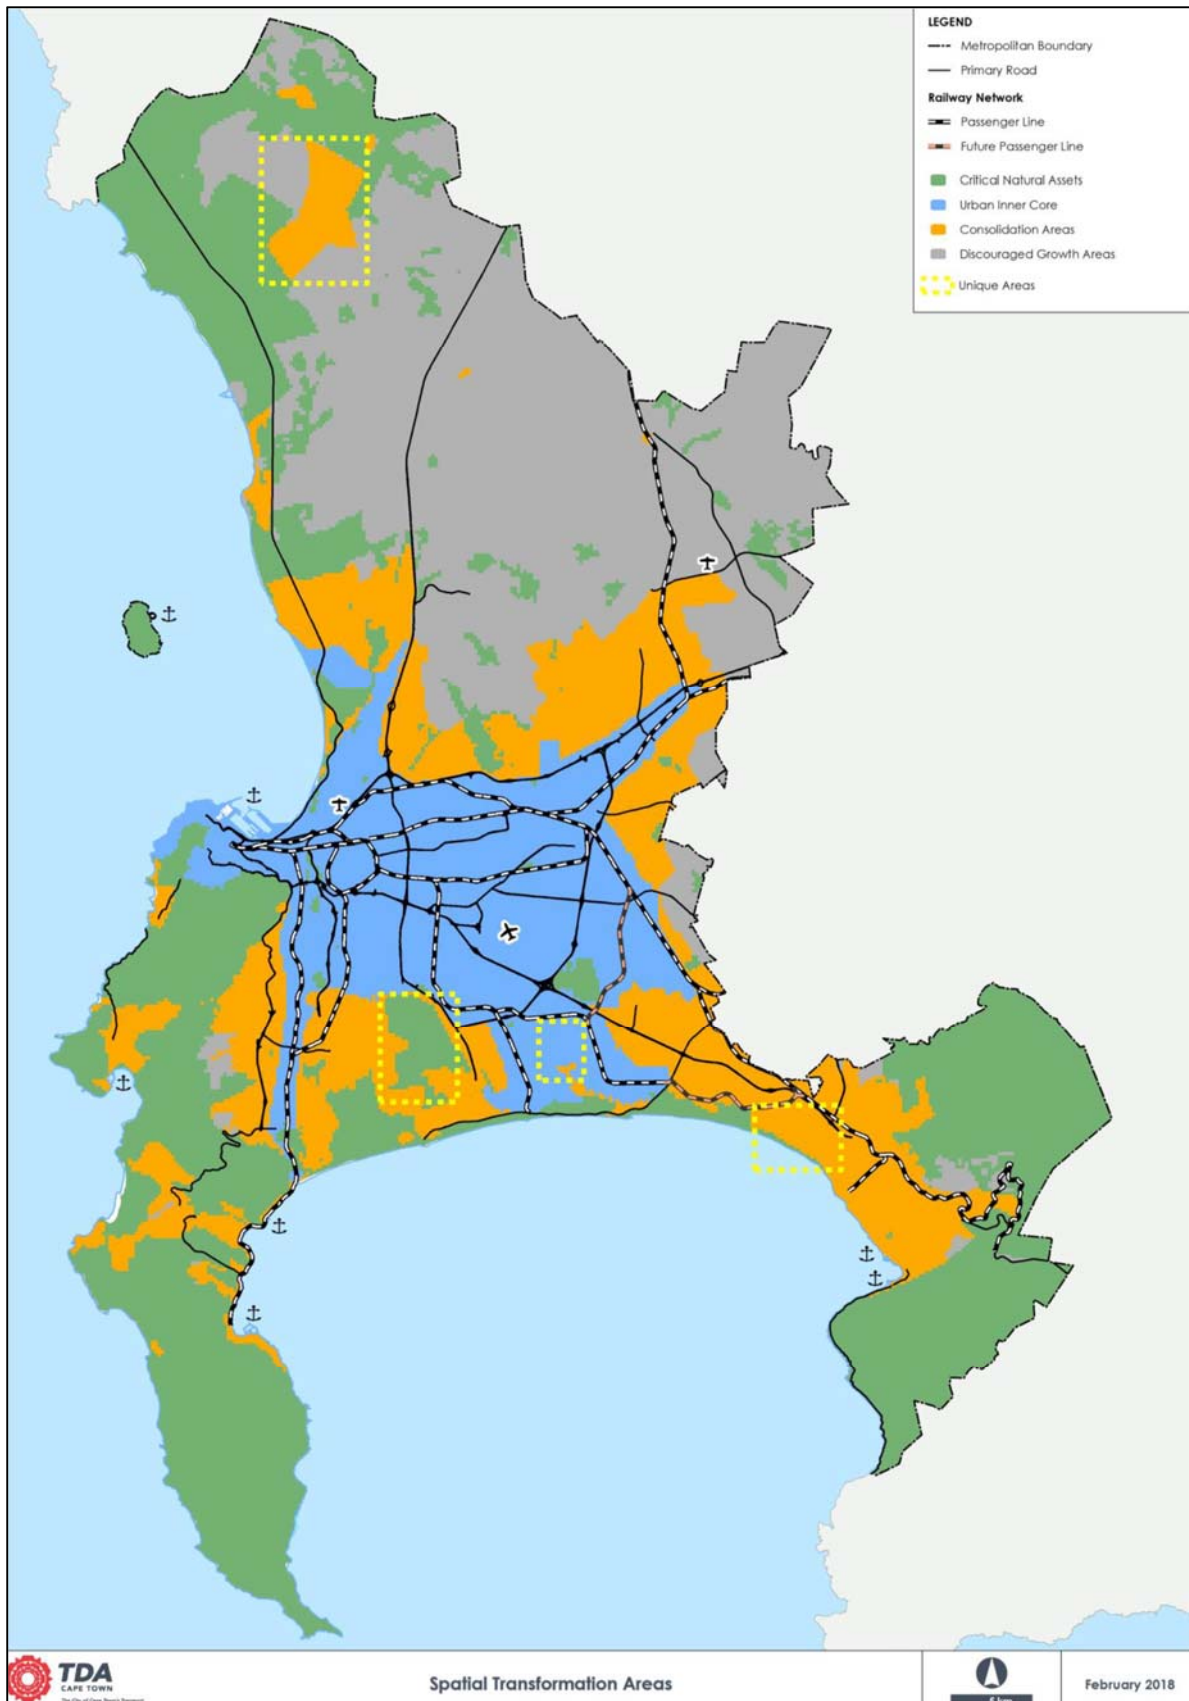 LEGEND
Metropolitan Boundary
Primary Road
Railway Network
Passenger Line
Future Passenger Line
Critical Natural Assets
Urban Inner Core
Consolidation Areas
Discouraged Growth Areas
Unique Areas
TDA
CAPE TOWN
Spatial Transformation Areas
February 2018